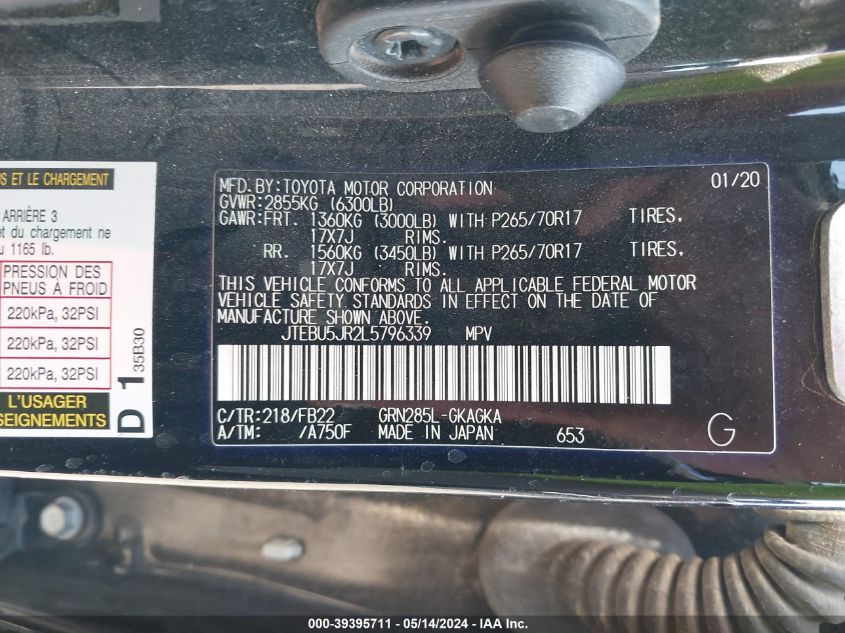 S ET LE CHARGEMENT
ARRIÈRE 3
et du chargement ne
u 1165 lb.
PRESSION DES
PNEUS À FROID
220kPa, 32PSI
220kPa, 32PSI
220kPa, 32PSI
L'USAGER
SEIGNEMENTS
D 1 35B30
MFD. BY: TOYOTA MOTOR CORPORATION 01/20
GVWR: 2855KG (6300LB)
GAWR: FRT. 1360KG (3000LB) WITH P265/70R17 TIRES.
17X7J RIMS.
RR. 1560KG (3450LB) WITH P265/70R17 TIRES.
17X7J RIMS.
THIS VEHICLE CONFORMS TO ALL APPLICABLE FEDERAL MOTOR
VEHICLE SAFETY STANDARDS IN EFFECT ON THE DATE OF
MANUFACTURE SHOWN ABOVE.
JTEBU5JR2L5796339 MPV
C/TR: 218/FB22 GRN285L-GKAGKA
A/TM: /A750F MADE IN JAPAN 653 G
000-39395711 - 05/14/2024 - IAAI.com